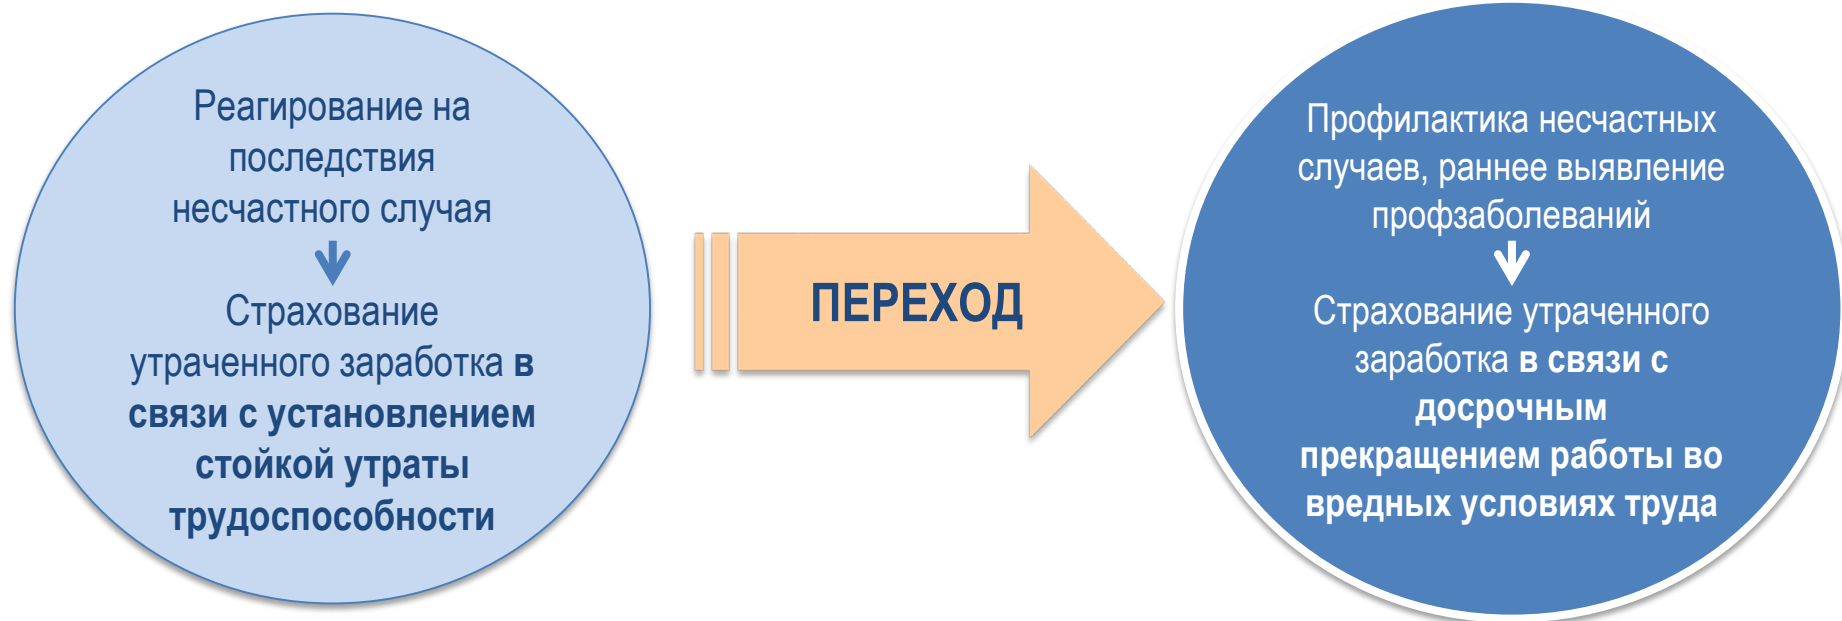 Реагирование на
последствия
несчастного случая
Страхование
утраченного заработка в
связи с установлением
стойкой утраты
трудоспособности
ПЕРЕХОД
Профилактика несчастных
случаев, раннее выявление
профзаболеваний
Страхование утраченного
заработка в связи с
досрочным
прекращением работы во
вредных условиях труда